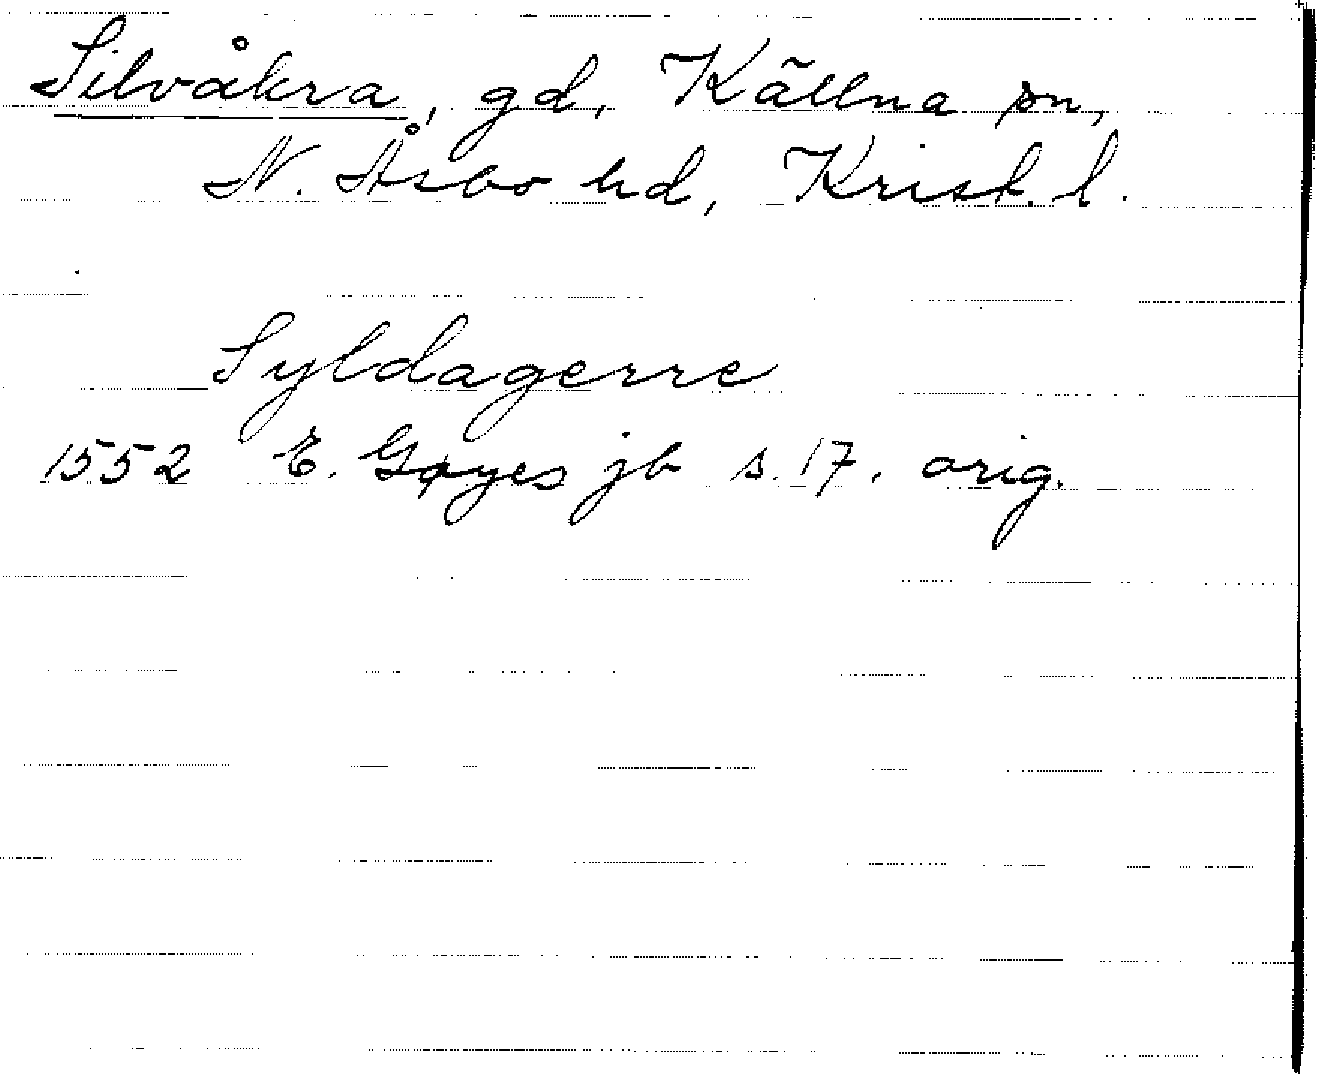 Silvåkra, gd, Källna sn,
N. Åsbo hd, Krist. l.
Syldagerre
1552 E. Gøyes jb s. 17. orig.